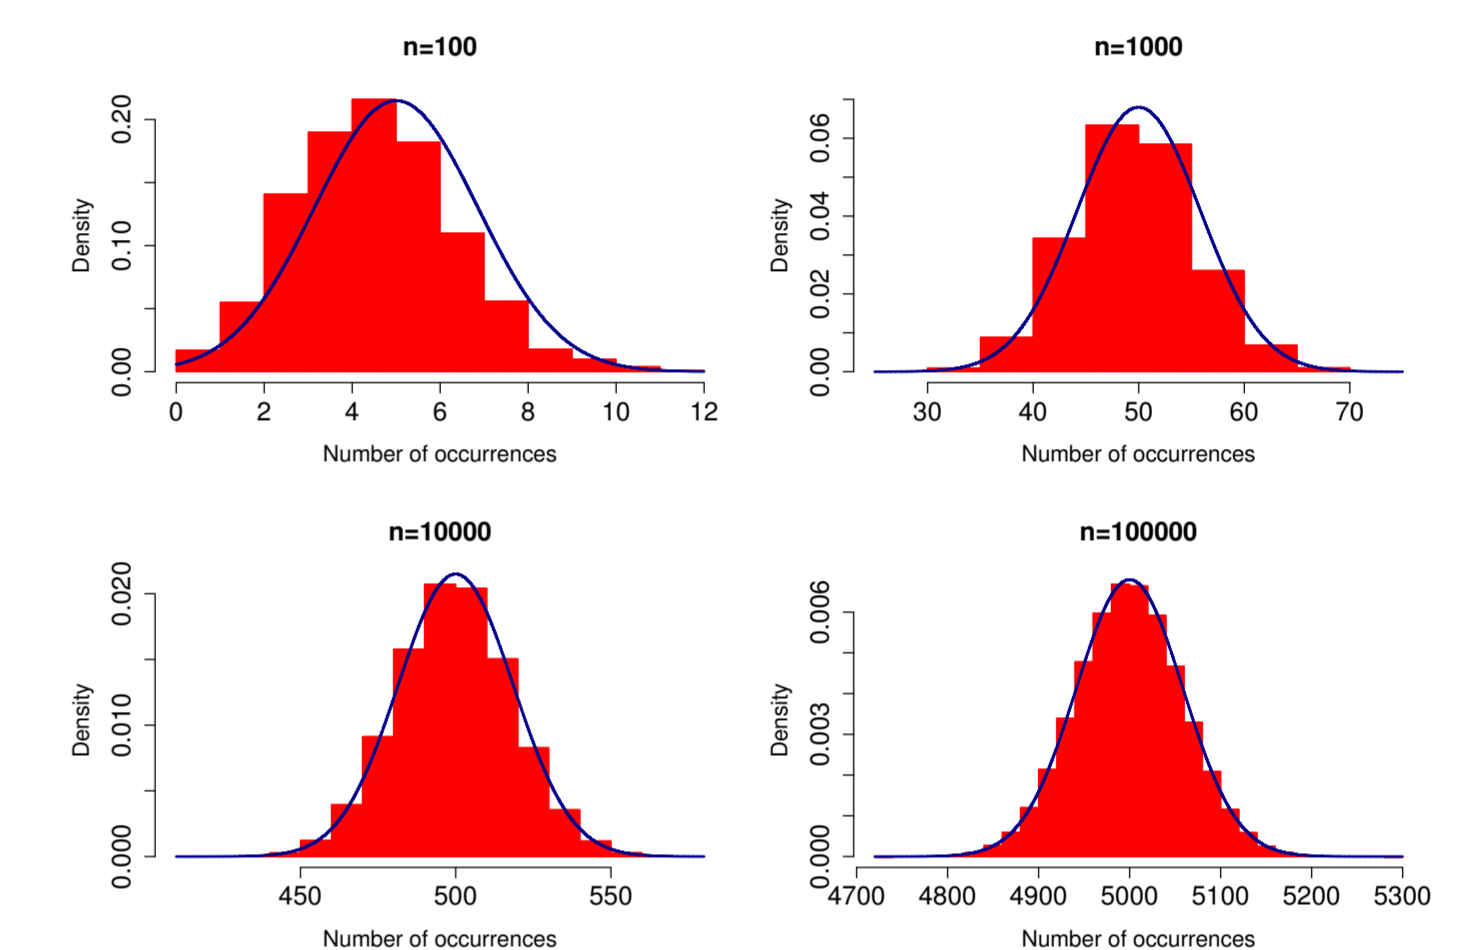 n=100
Density
0.00 0.10 0.20
0 2 4 6 8 10 12
Number of occurrences
n=1000
Density
0.00 0.02 0.04 0.06
30 40 50 60 70
Number of occurrences
n=10000
Density
0.000 0.010 0.020
450 500 550
Number of occurrences
n=100000
Density
0.000 0.003 0.006
4700 4800 4900 5000 5100 5200 5300
Number of occurrences